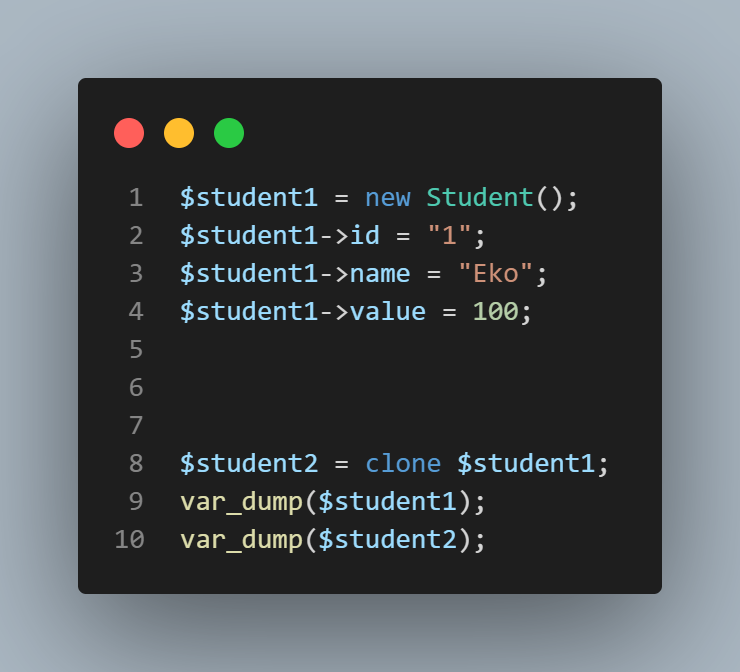 1 $student1 = new Student();
2 $student1->id = "1";
3 $student1->name = "Eko";
4 $student1->value = 100;
5
6
7
8 $student2 = clone $student1;
9 var_dump($student1);
10 var_dump($student2);